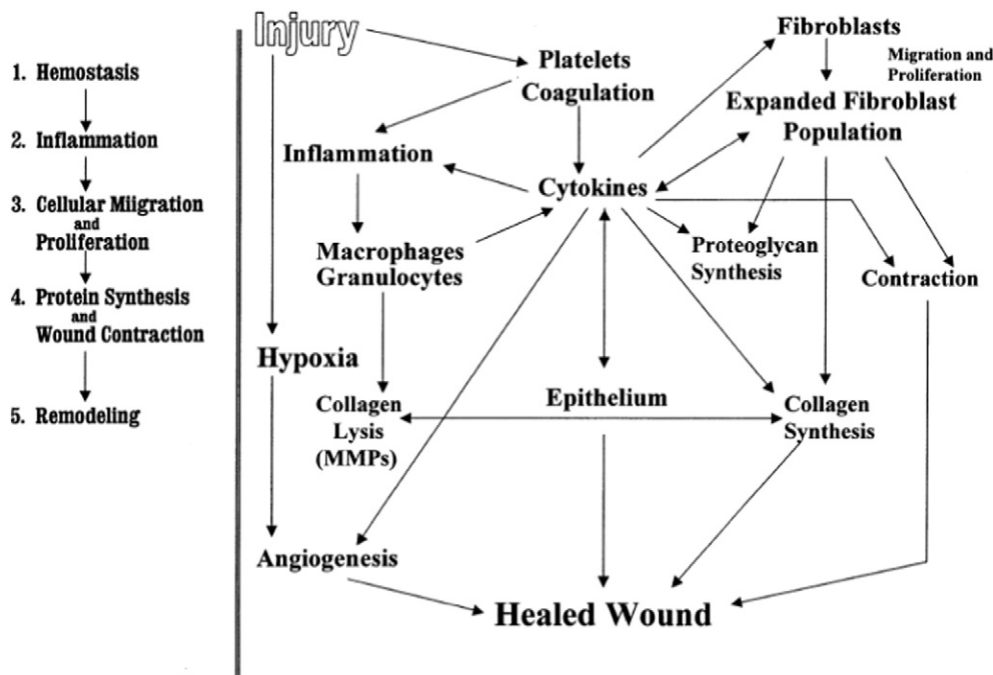 1. Hemostasis
2. Inflammation
3. Cellular Miigration
and
Proliferation
4. Protein Synthesis
and
Wound Contraction
5. Remodeling
Injury
Platelets
Coagulation
Fibroblasts
Migration and
Proliferation
Expanded Fibroblast
Population
Inflammation
Cytokines
Macrophages
Granulocytes
Proteoglycan
Synthesis
Contraction
Hypoxia
Collagen
Lysis
(MMPs)
Epithelium
Collagen
Synthesis
Angiogenesis
Healed Wound